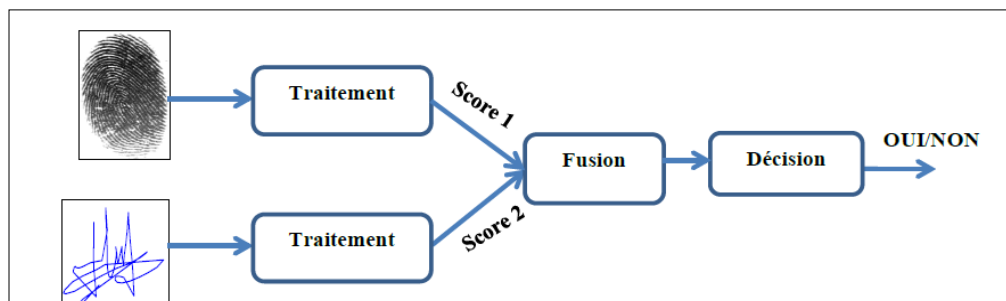 Traitement
Score 1
Fusion
Décision
OUI/NON
Traitement
Score 2